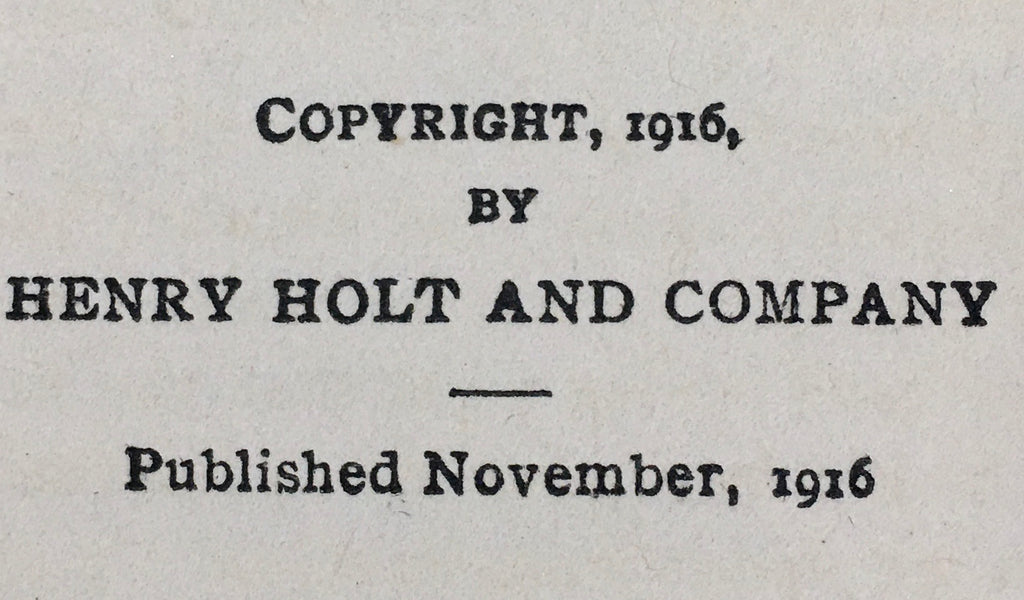 COPYRIGHT, 1916,
BY
HENRY HOLT AND COMPANY
Published November, 1916